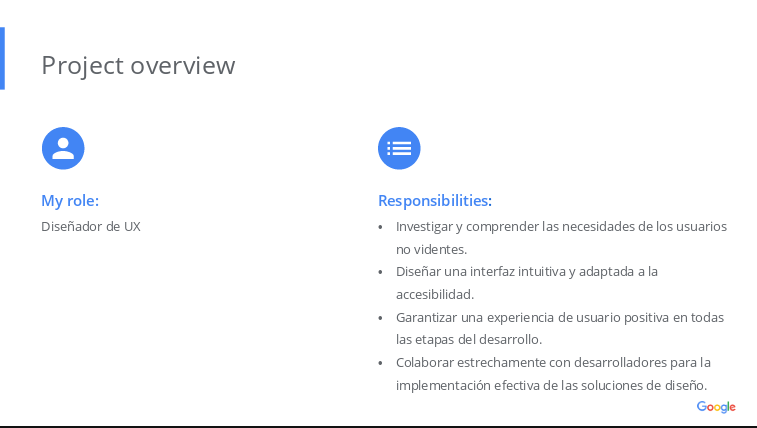 Project overview
My role:
Diseñador de UX
Responsibilities:
• Investigar y comprender las necesidades de los usuarios
no videntes.
• Diseñar una interfaz intuitiva y adaptada a la
accesibilidad.
• Garantizar una experiencia de usuario positiva en todas
las etapas del desarrollo.
• Colaborar estrechamente con desarrolladores para la
implementación efectiva de las soluciones de diseño.
Google